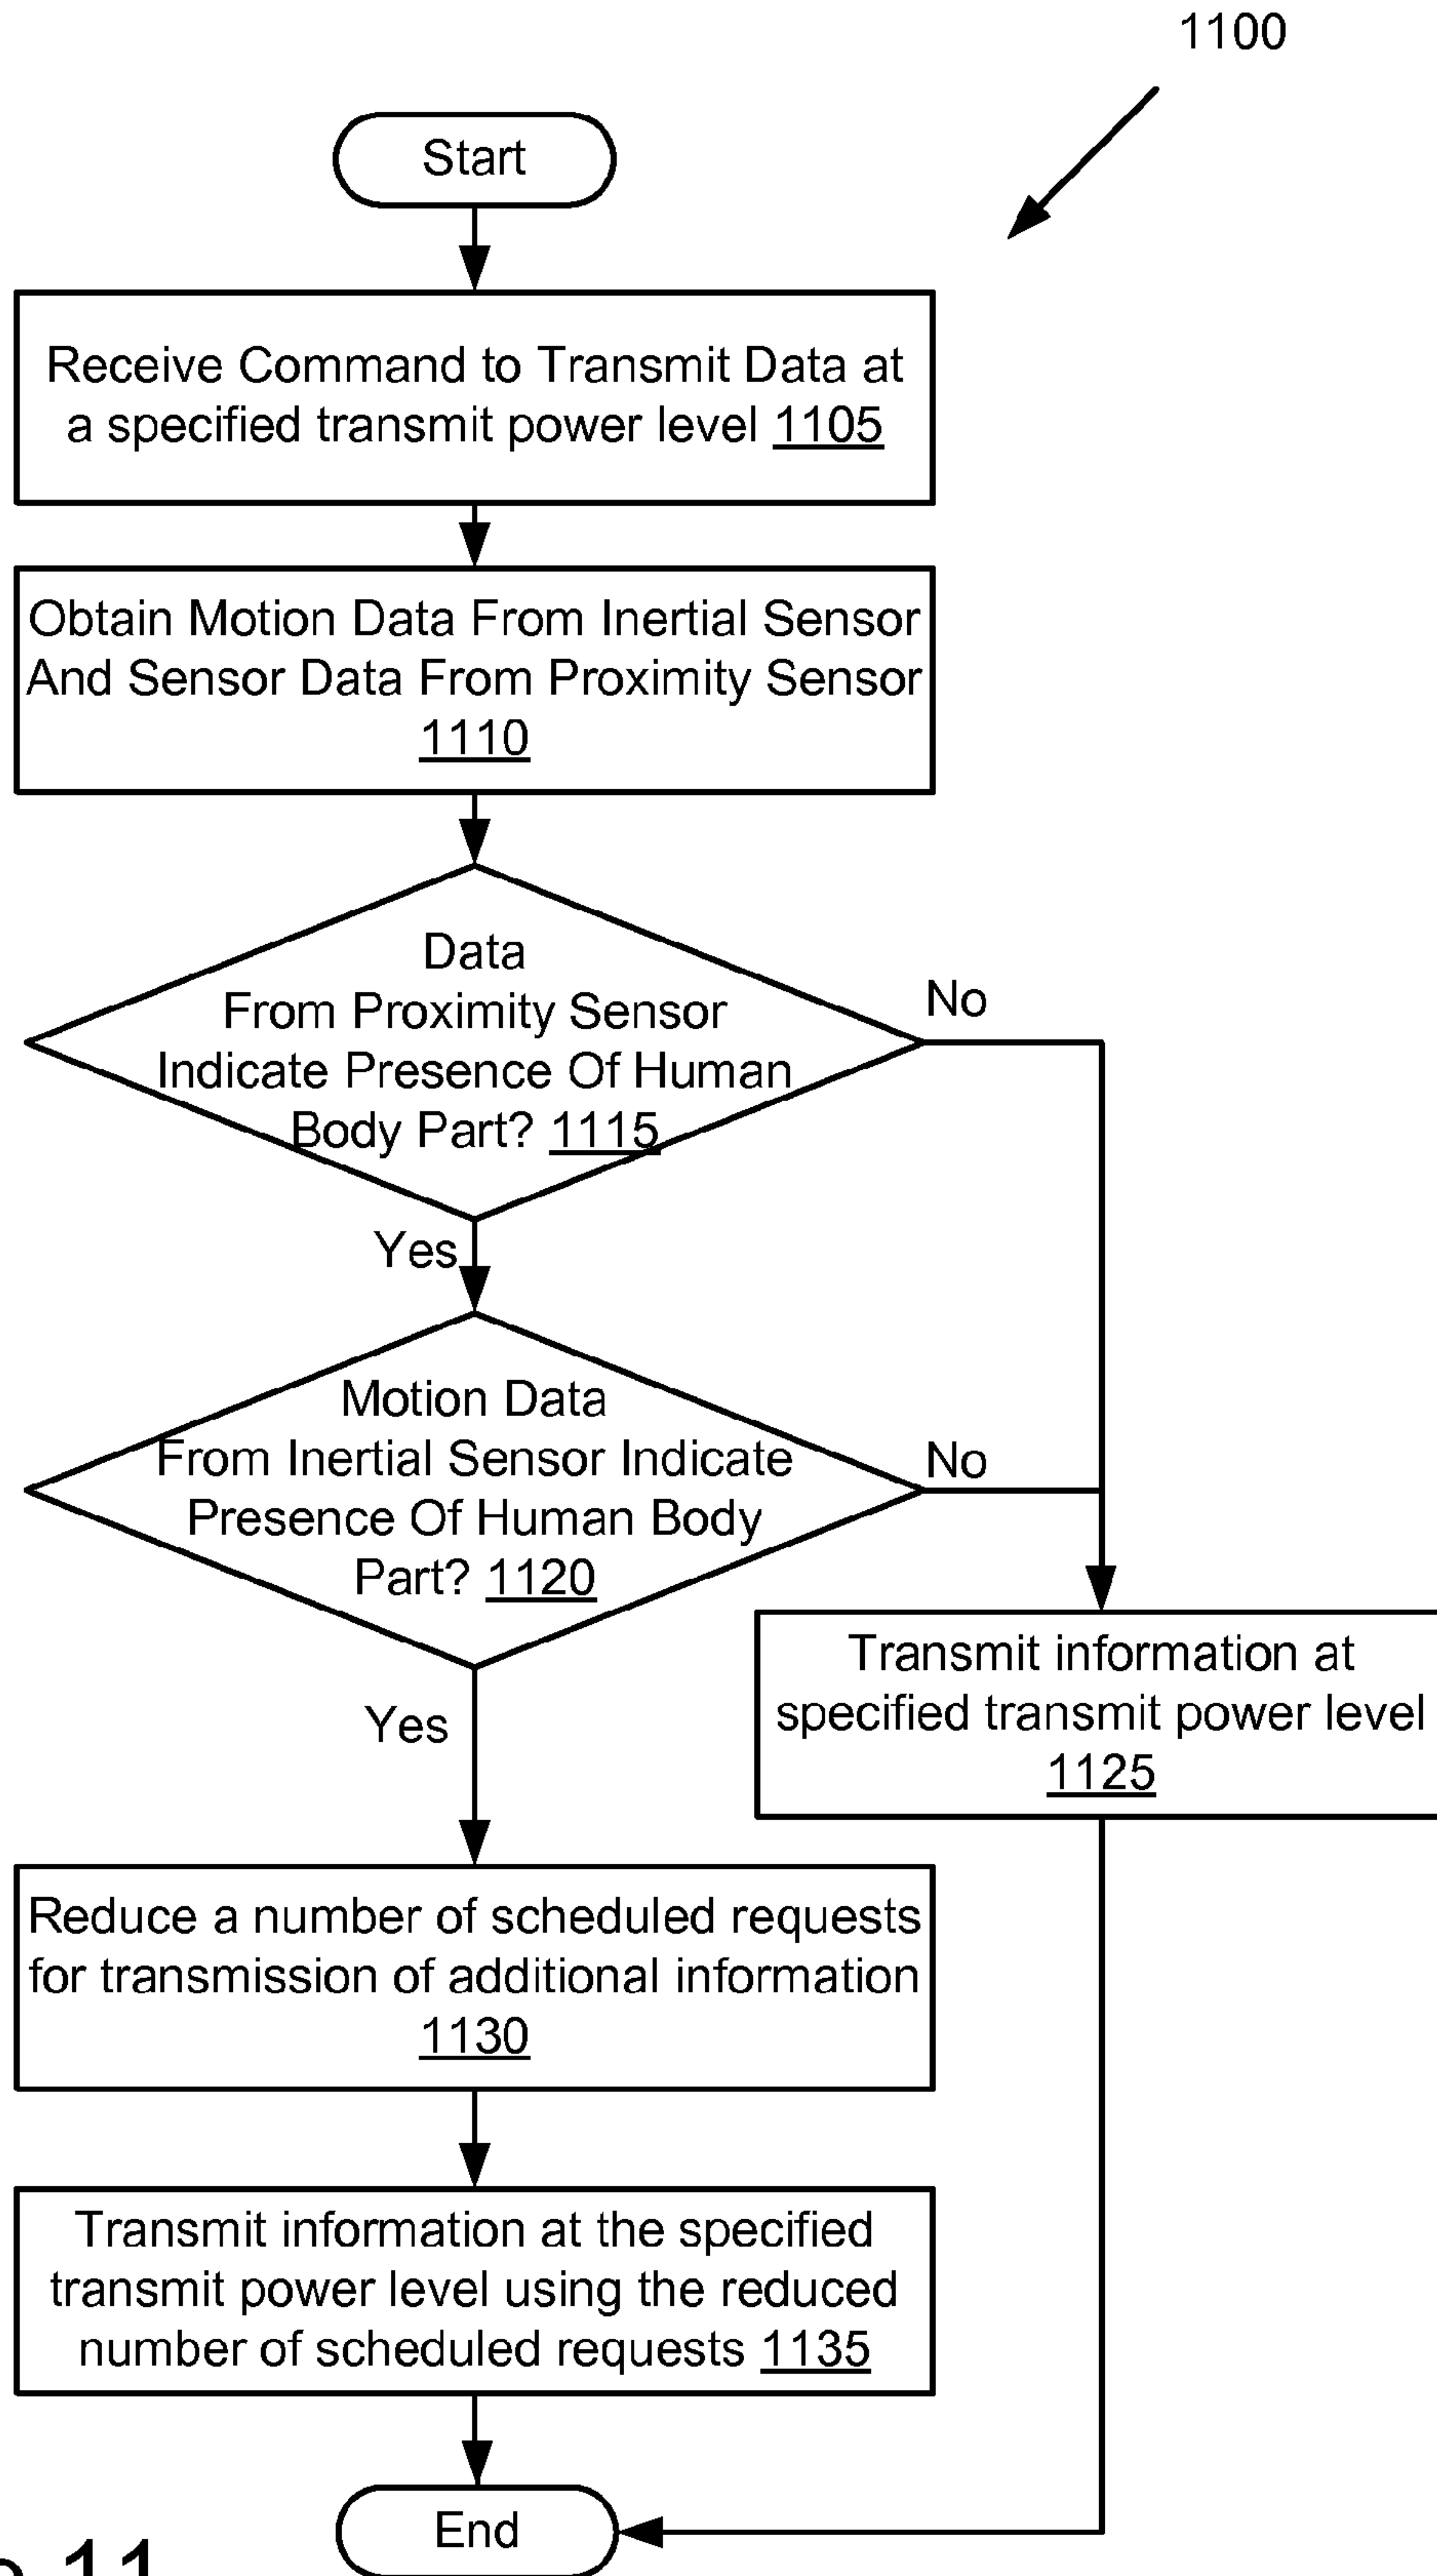 1100
Start
Receive Command to Transmit Data at
a specified transmit power level 1105
Obtain Motion Data From Inertial Sensor
And Sensor Data From Proximity Sensor
1110
Data
From Proximity Sensor
Indicate Presence Of Human
Body Part? 1115
No
Yes
Motion Data
From Inertial Sensor Indicate
Presence Of Human Body
Part? 1120
No
Yes
Transmit information at
specified transmit power level
1125
Reduce a number of scheduled requests
for transmission of additional information
1130
Transmit information at the specified
transmit power level using the reduced
number of scheduled requests 1135
End
11